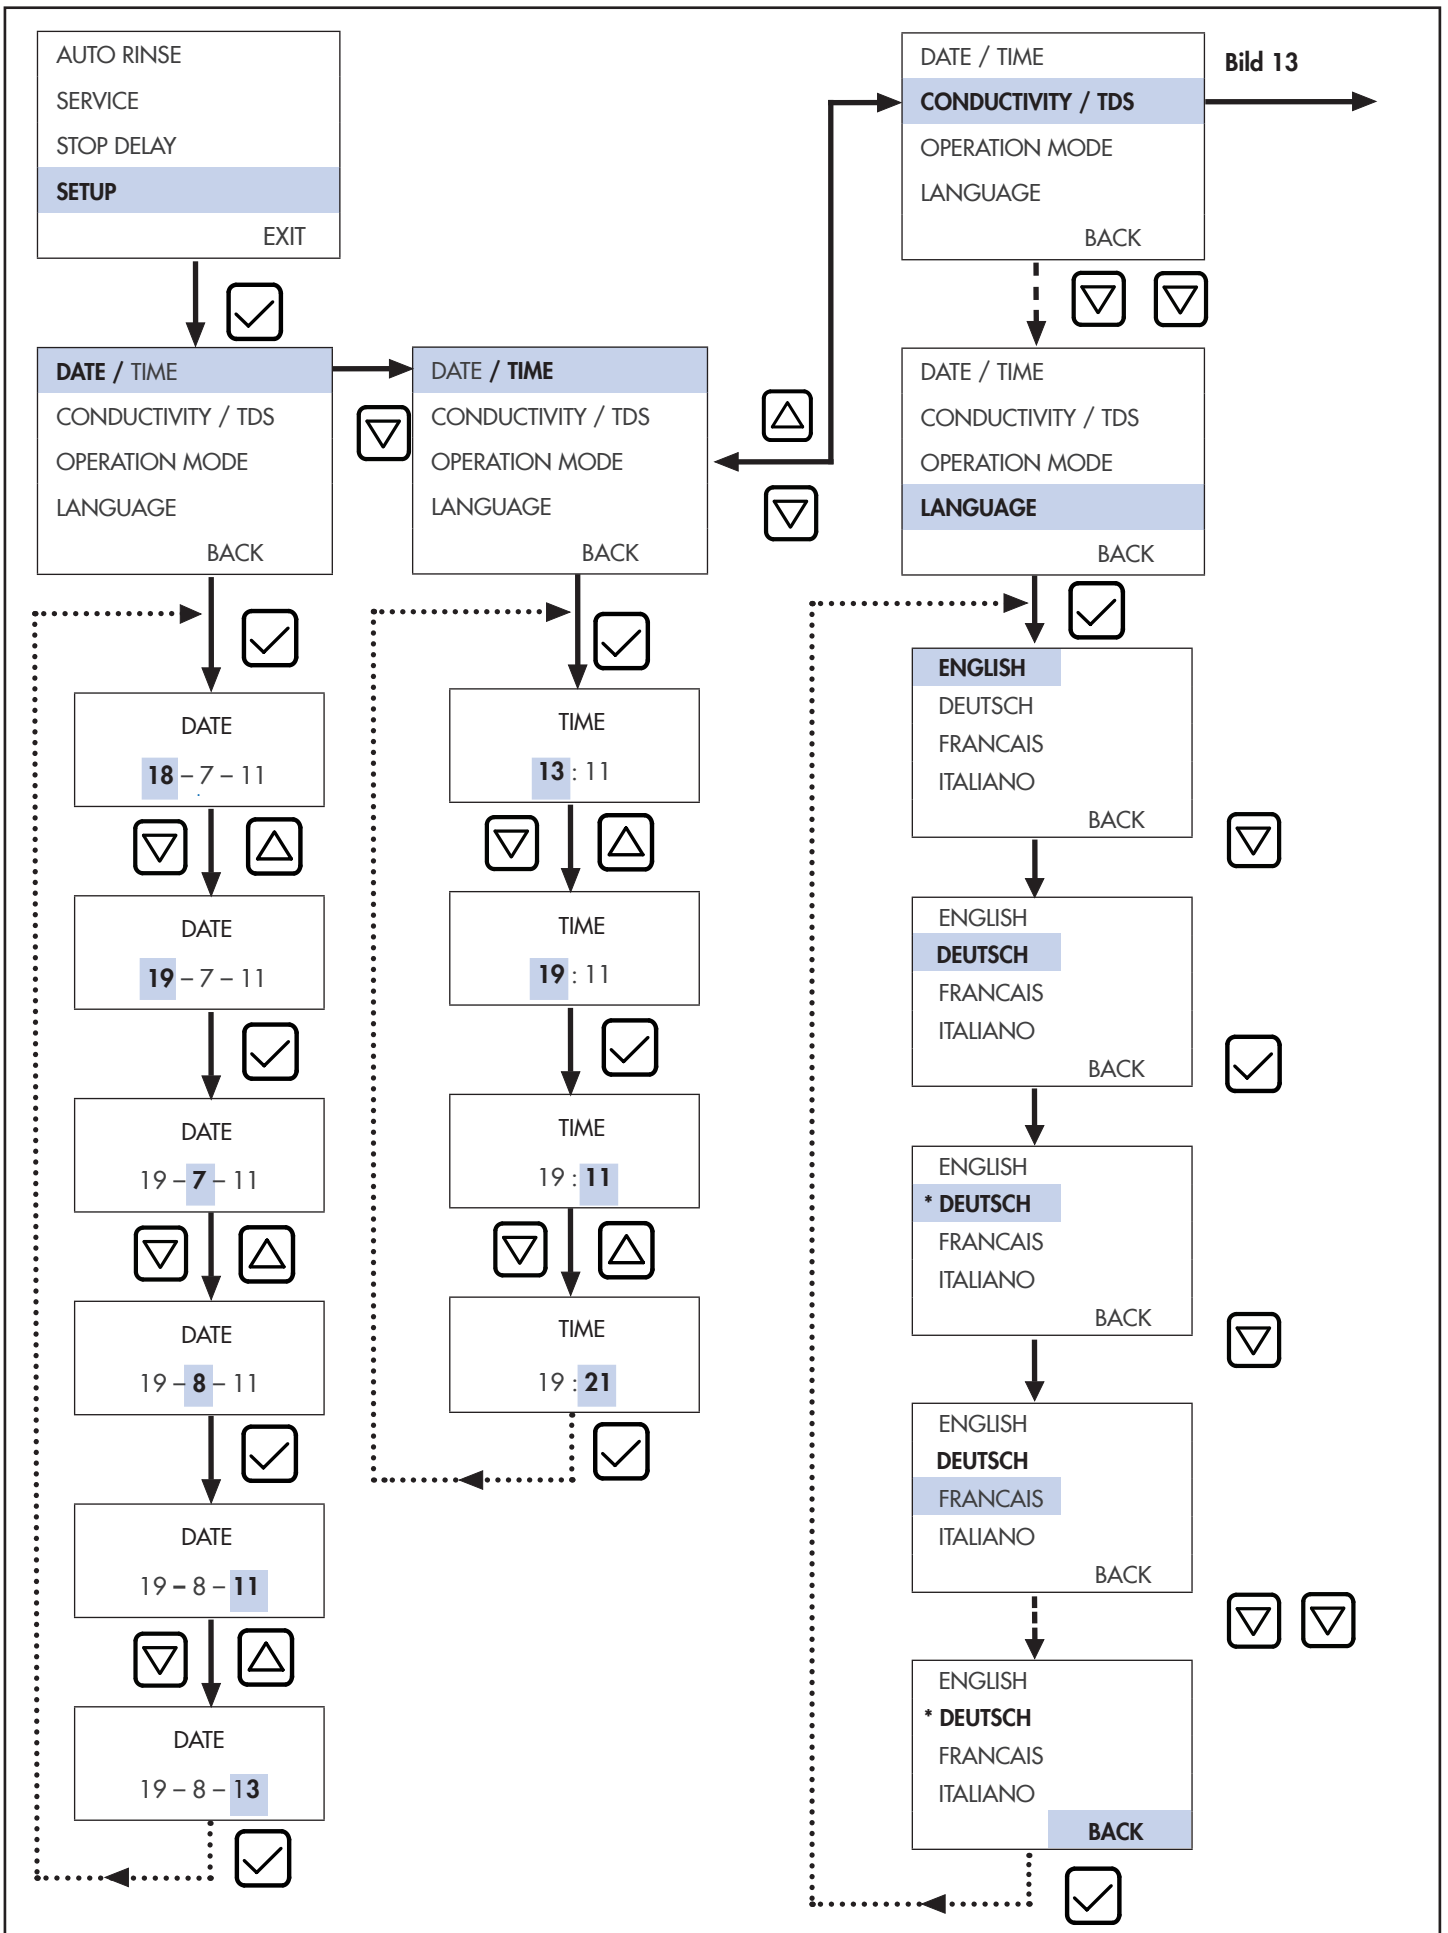 AUTO RINSE
SERVICE
STOP DELAY
SETUP
EXIT
DATE / TIME
CONDUCTIVITY / TDS
OPERATION MODE
LANGUAGE
BACK
DATE
18 – 7 – 11
DATE
19 – 7 – 11
DATE
19 – 7 – 11
DATE
19 – 8 – 11
DATE
19 – 8 – 11
DATE
19 – 8 – 13
DATE / TIME
CONDUCTIVITY / TDS
OPERATION MODE
LANGUAGE
BACK
TIME
13 : 11
TIME
19 : 11
TIME
19 : 11
TIME
19 : 21
DATE / TIME
CONDUCTIVITY / TDS
OPERATION MODE
LANGUAGE
BACK
Bild 13
DATE / TIME
CONDUCTIVITY / TDS
OPERATION MODE
LANGUAGE
BACK
ENGLISH
DEUTSCH
FRANCAIS
ITALIANO
BACK
ENGLISH
DEUTSCH
FRANCAIS
ITALIANO
BACK
ENGLISH
* DEUTSCH
FRANCAIS
ITALIANO
BACK
ENGLISH
DEUTSCH
FRANCAIS
ITALIANO
BACK
ENGLISH
* DEUTSCH
FRANCAIS
ITALIANO
BACK